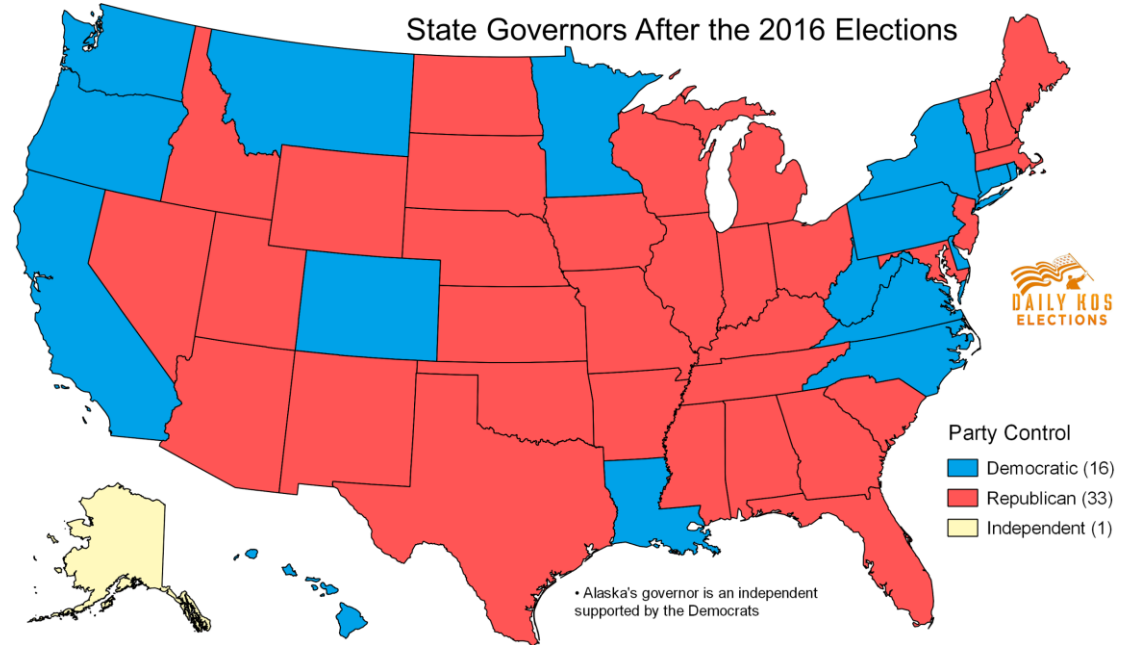 State Governors After the 2016 Elections
DAILY KOS
ELECTIONS
Party Control
Democratic (16)
Republican (33)
Independent (1)
• Alaska's governor is an independent
supported by the Democrats